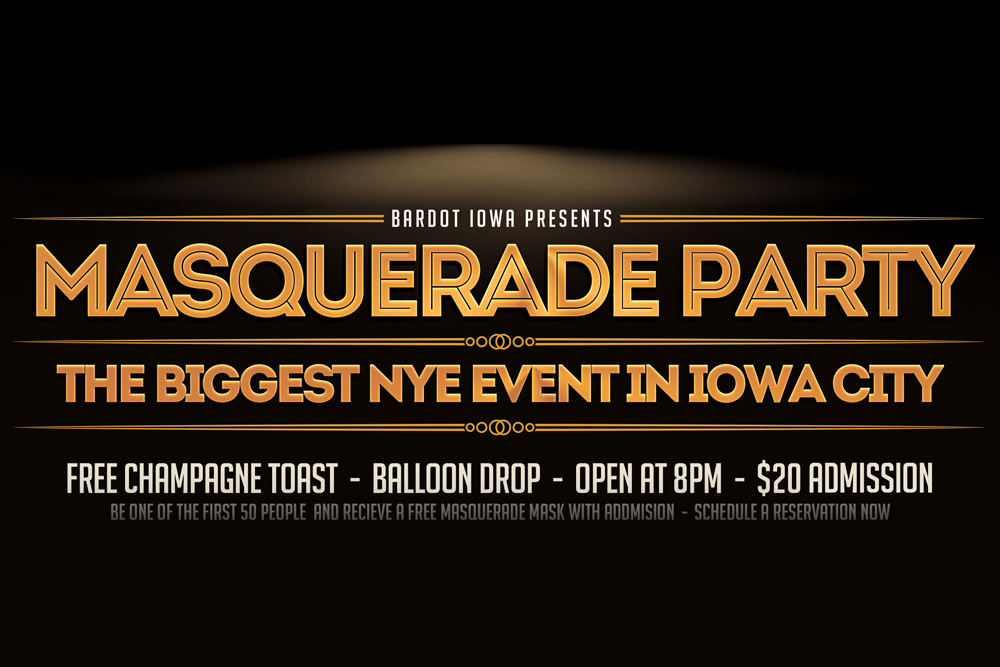 BARDOT IOWA PRESENTS
MASQUERADE PARTY
THE BIGGEST NYE EVENT IN IOWA CITY
FREE CHAMPAGNE TOAST - BALLOON DROP - OPEN AT 8PM - $20 ADMISSION
BE ONE OF THE FIRST 50 PEOPLE AND RECIEVE A FREE MASQUERADE MASK WITH ADDMISION - SCHEDULE A RESERVATION NOW